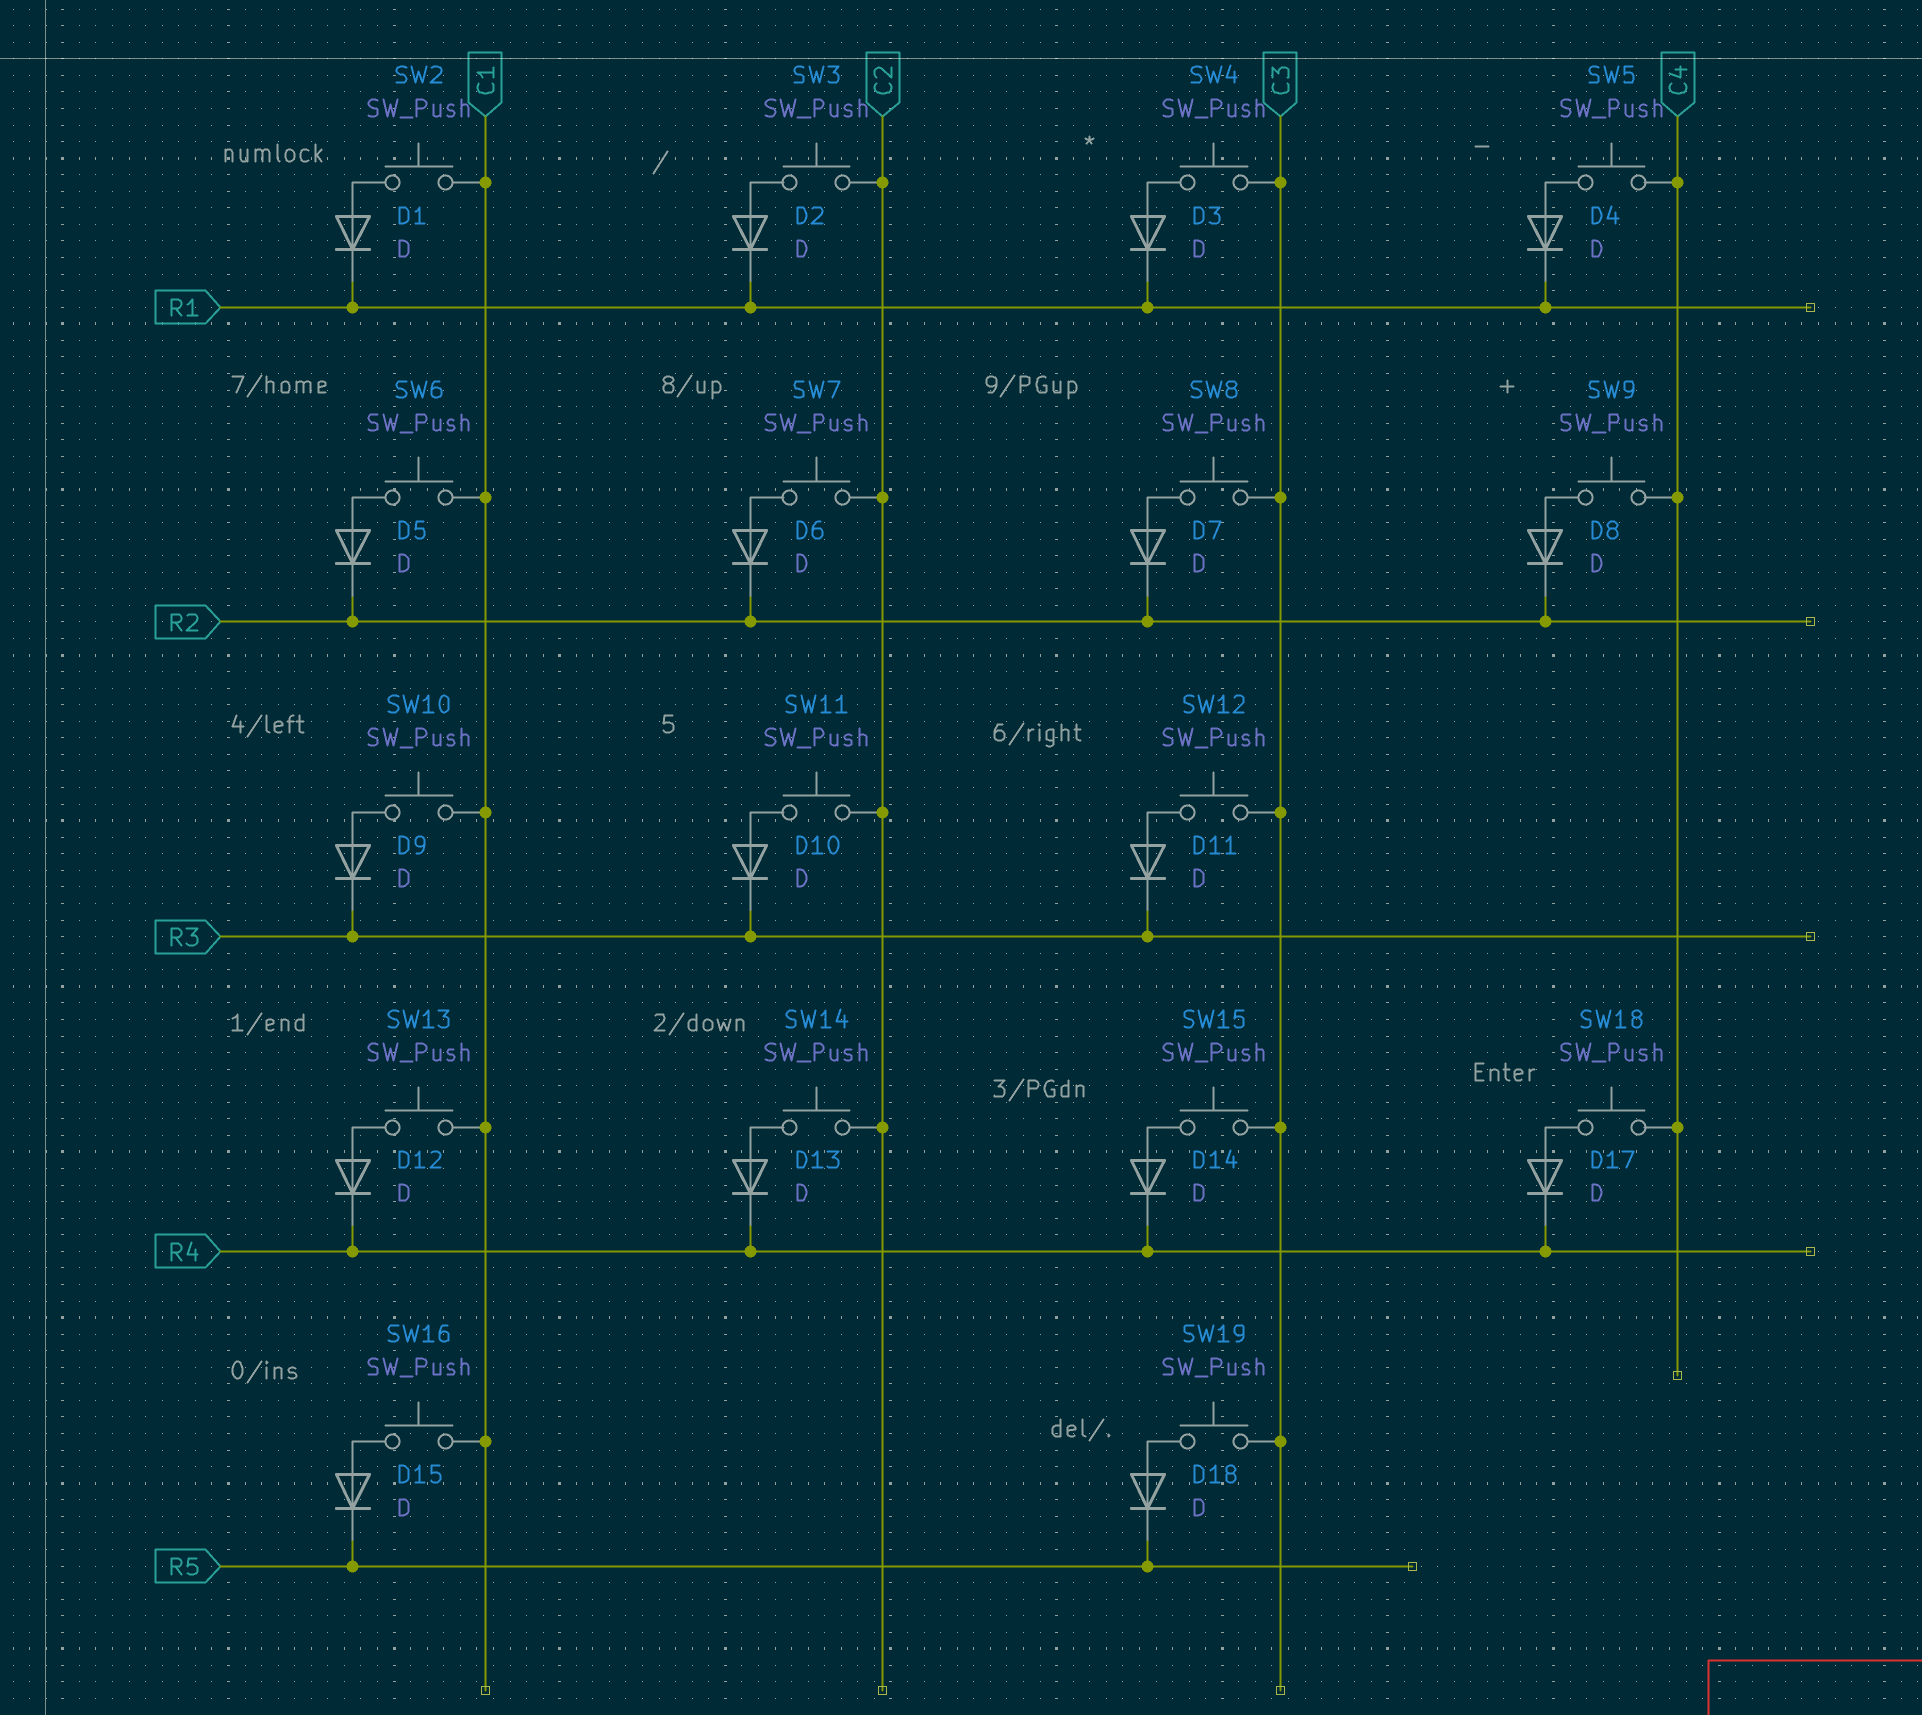 C1
C2
C3
C4
SW2
SW3
SW4
SW5
SW_Push
SW_Push
SW_Push
SW_Push
numlock
/
*
-
D1
D2
D3
D4
D
D
D
D
R1
7/home
SW6
8/up
SW7
9/PGup
SW8
+
SW9
SW_Push
SW_Push
SW_Push
SW_Push
D5
D6
D7
D8
D
D
D
D
R2
4/left
SW10
5
SW11
6/right
SW12
SW_Push
SW_Push
SW_Push
D9
D10
D11
D
D
D
R3
1/end
SW13
2/down
SW14
SW15
SW18
SW_Push
SW_Push
SW_Push
SW_Push
3/PGdn
Enter
D12
D13
D14
D17
D
D
D
D
R4
SW16
SW19
0/ins
SW_Push
SW_Push
del/.
D15
D18
D
D
R5